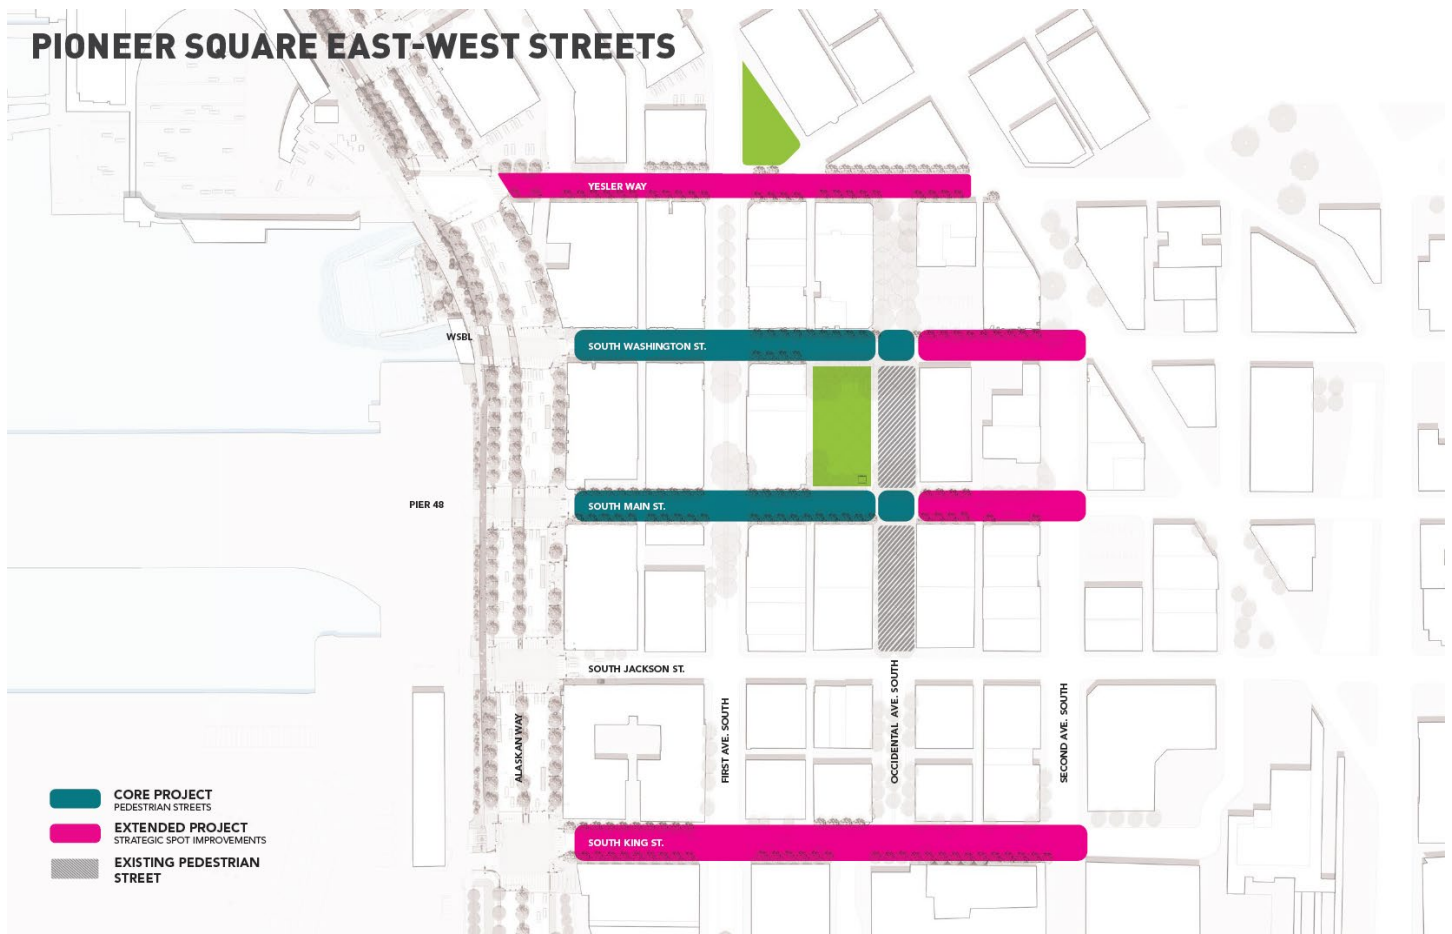 PIONEER SQUARE EAST-WEST STREETS
YESLER WAY
WSBL
SOUTH WASHINGTON ST.
PIER 48
SOUTH MAIN ST.
SOUTH JACKSON ST.
ALASKAN WAY
FIRST AVE. SOUTH
OCCIDENTAL AVE. SOUTH
SECOND AVE. SOUTH
SOUTH KING ST.
CORE PROJECT
PEDESTRIAN STREETS
EXTENDED PROJECT
STRATEGIC SPOT IMPROVEMENTS
EXISTING PEDESTRIAN
STREET